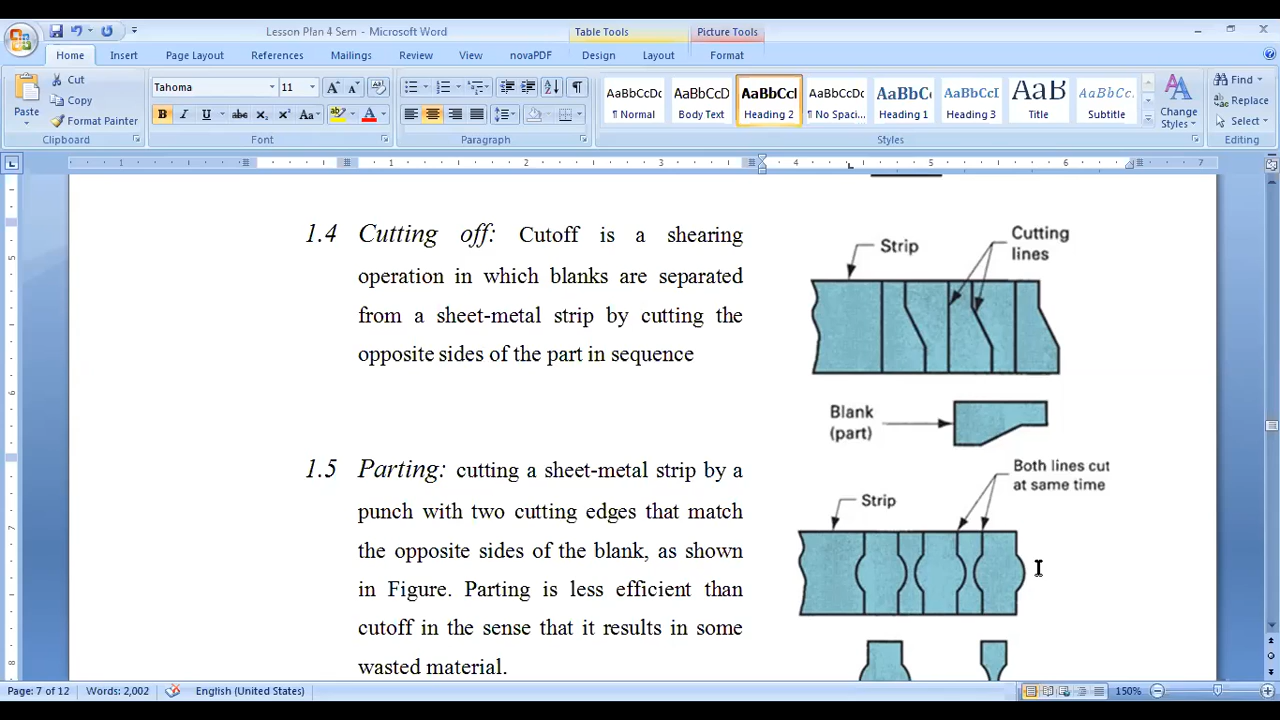 Lesson Plan 4 Sem - Microsoft Word
Table Tools
Picture Tools
Home
Insert
Page Layout
References
Mailings
Review
View
novaPDF
Design
Layout
Format
Paste
Cut
Copy
Format Painter
Clipboard
Tahoma
11
Font
Paragraph
AaBbCcDc
¶ Normal
AaBbCcD
Body Text
AaBbCcI
Heading 2
AaBbCcDc
¶ No Spaci...
AaBbC
Heading 1
AaBbCcI
Heading 3
AaB
Title
AaBbCcC
Subtitle
Change
Styles
Styles
Find
Replace
Select
Editing
1.4 Cutting off: Cutoff is a shearing
operation in which blanks are separated
from a sheet-metal strip by cutting the
opposite sides of the part in sequence
Strip
Cutting
lines
Blank
(part)
1.5 Parting: cutting a sheet-metal strip by a
punch with two cutting edges that match
the opposite sides of the blank, as shown
in Figure. Parting is less efficient than
cutoff in the sense that it results in some
wasted material.
Both lines cut
at same time
Strip
Page: 7 of 12
Words: 2,002
English (United States)
150%